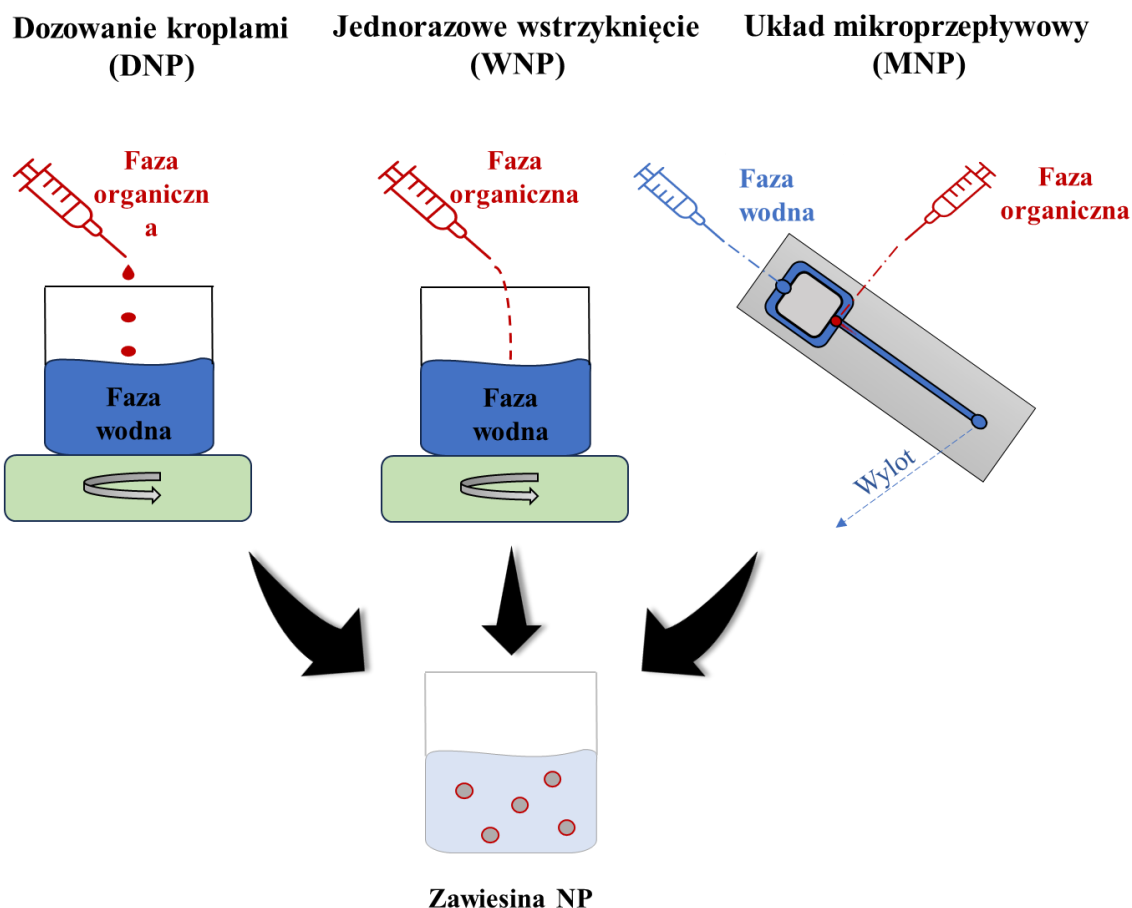 Dozowanie kroplami
(DNP)
Jednorazowe wstrzyknięcie
(WNP)
Układ mikroprzepływowy
(MNP)
Faza
organiczn
a
Faza
wodna
Faza
organiczna
Faza
wodna
Faza
wodna
Faza
organiczna
Wylot
Zawiesina NP